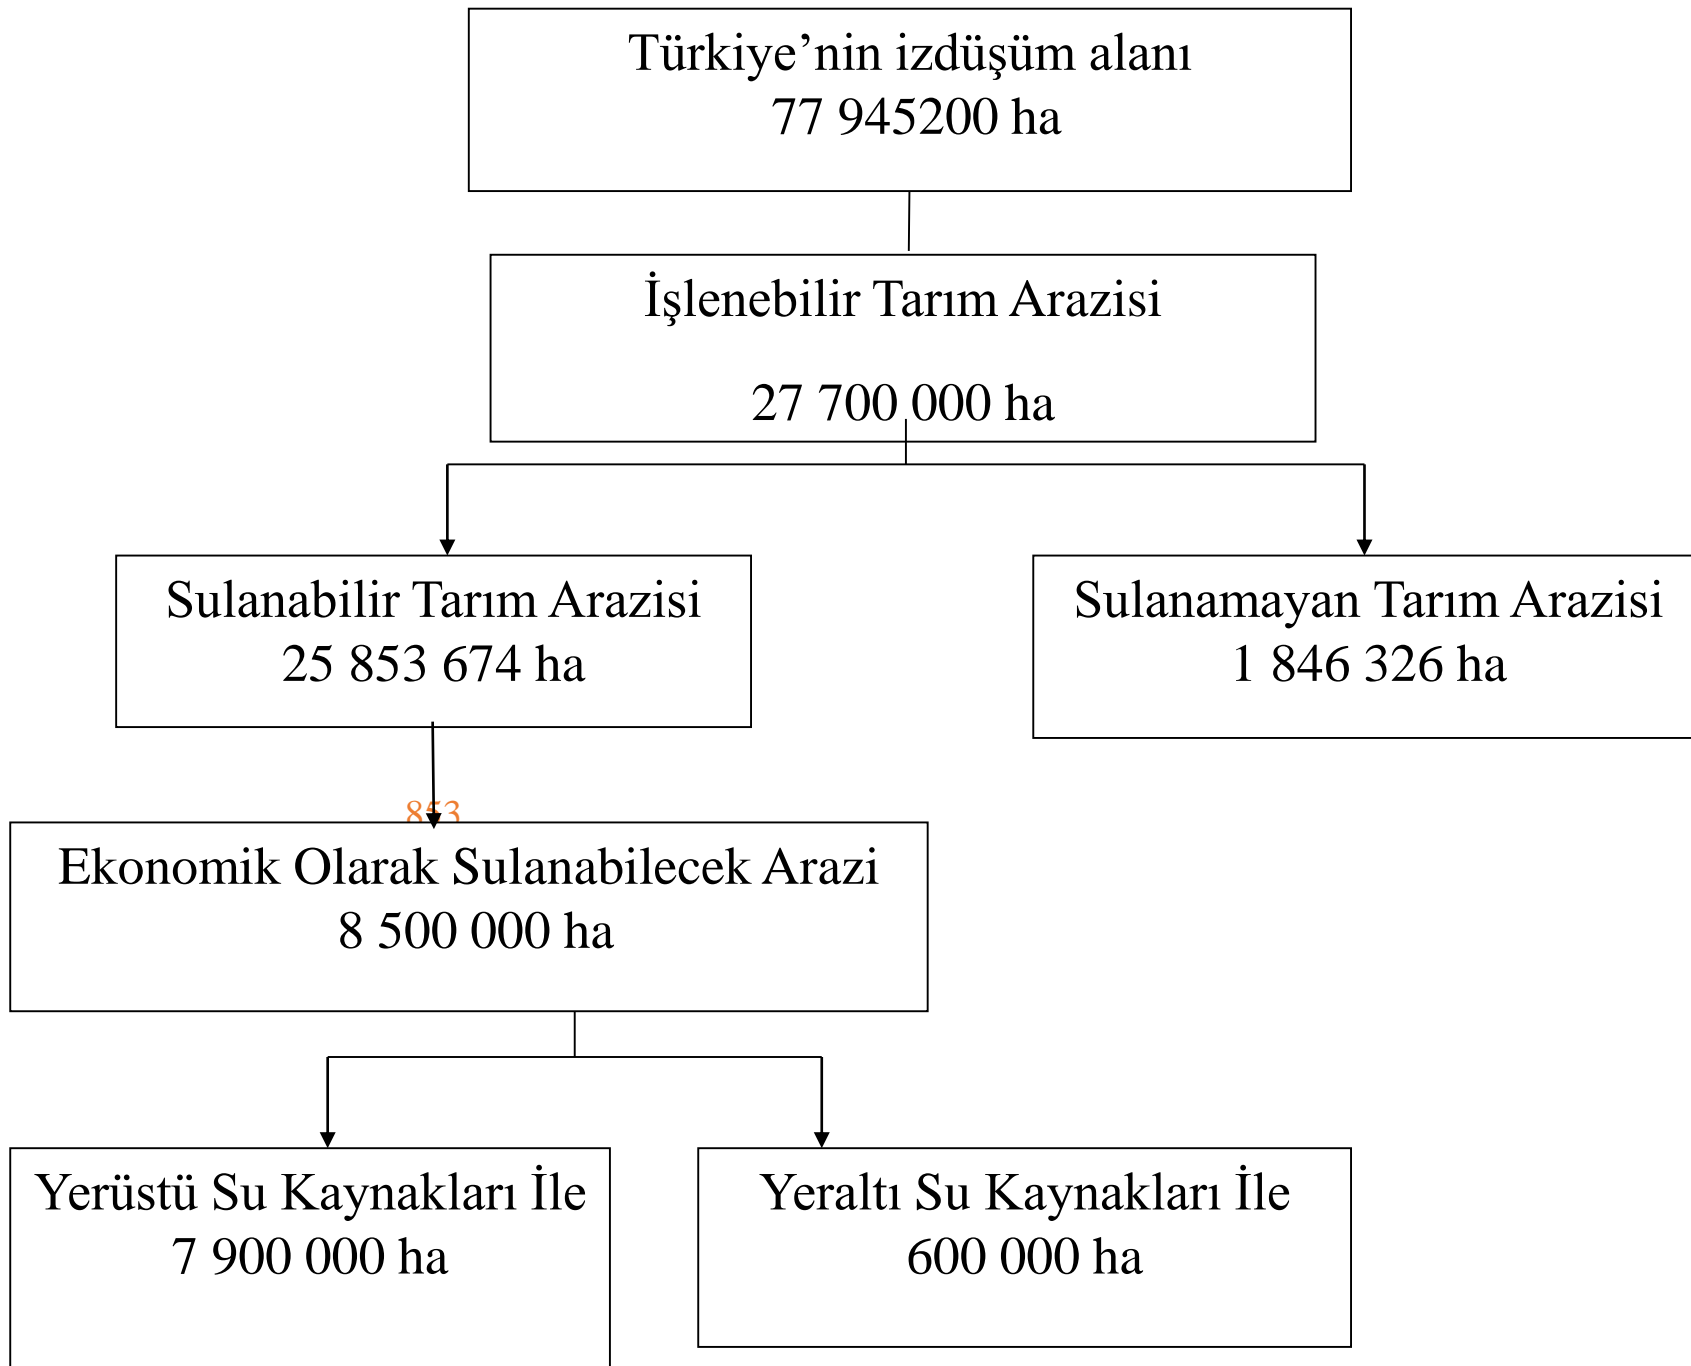 Türkiye’nin izdüşüm alanı
77 945200 ha
İşlenebilir Tarım Arazisi
27 700 000 ha
Sulanabilir Tarım Arazisi
25 853 674 ha
Sulanamayan Tarım Arazisi
1 846 326 ha
853
Ekonomik Olarak Sulanabilecek Arazi
8 500 000 ha
Yerüstü Su Kaynakları İle
7 900 000 ha
Yeraltı Su Kaynakları İle
600 000 ha